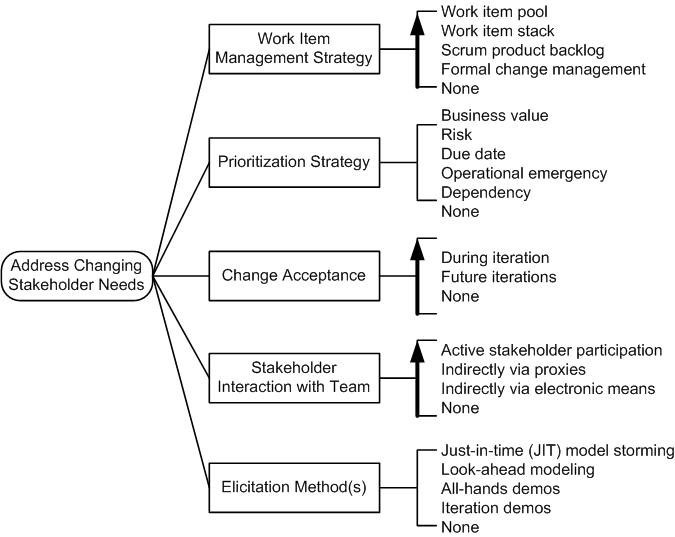 Address Changing
Stakeholder Needs
Work Item
Management Strategy
Work item pool
Work item stack
Scrum product backlog
Formal change management
None
Prioritization Strategy
Business value
Risk
Due date
Operational emergency
Dependency
None
Change Acceptance
During iteration
Future iterations
None
Stakeholder
Interaction with Team
Active stakeholder participation
Indirectly via proxies
Indirectly via electronic means
None
Elicitation Method(s)
Just-in-time (JIT) model storming
Look-ahead modeling
All-hands demos
Iteration demos
None